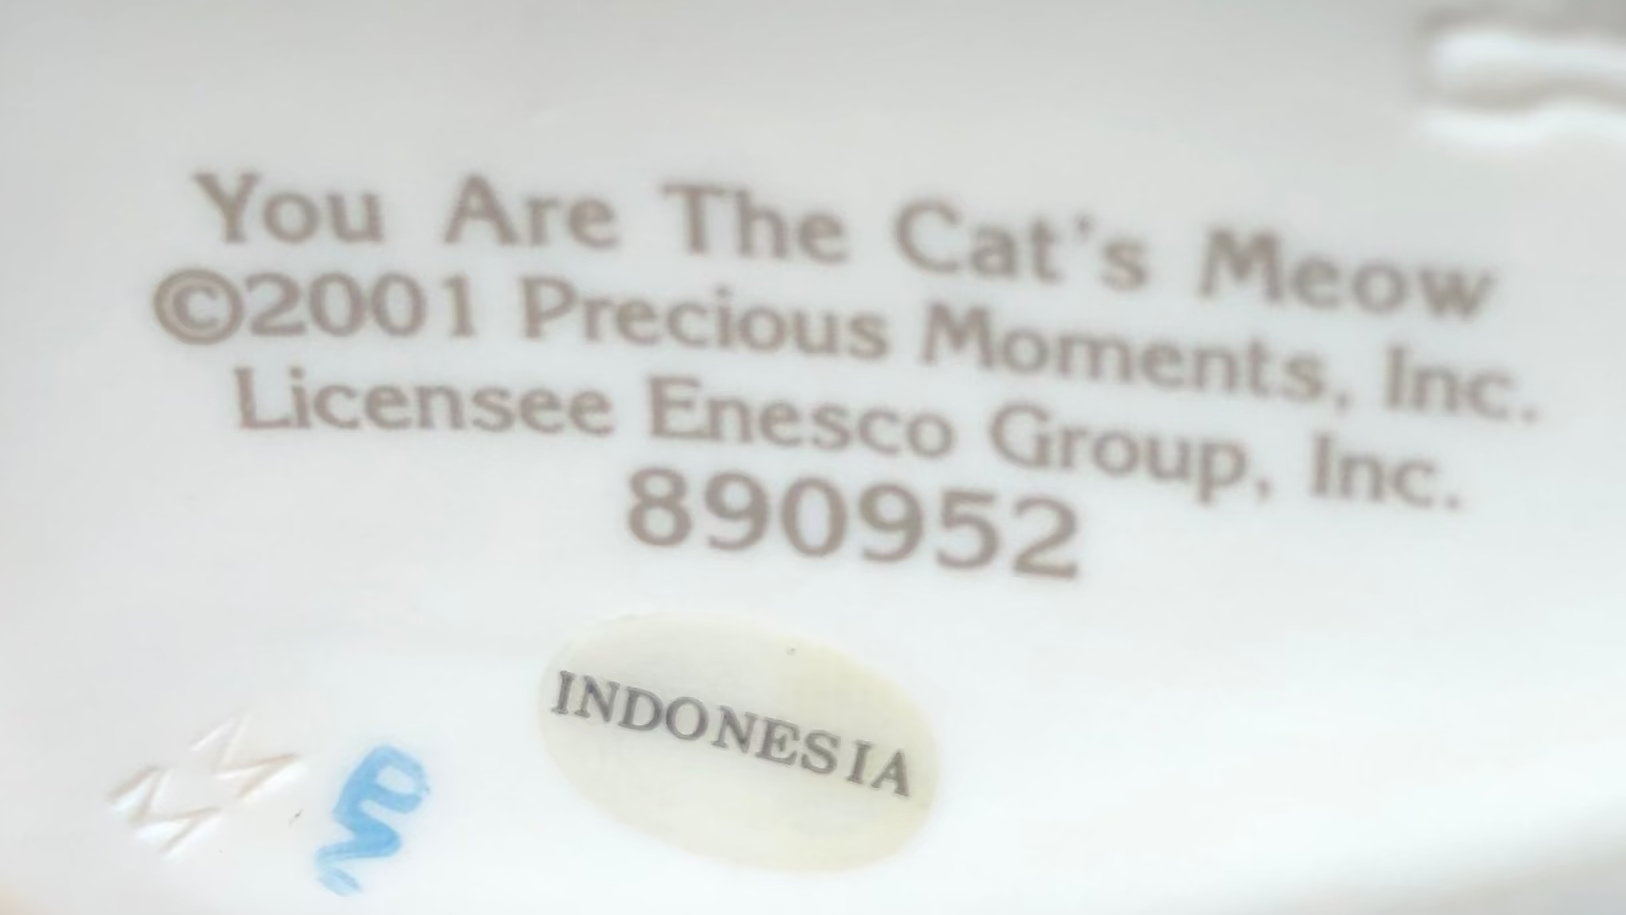 You Are The Cat's Meow
©2001 Precious Moments, Inc.
Licensee Enesco Group, Inc.
890952
INDONESIA